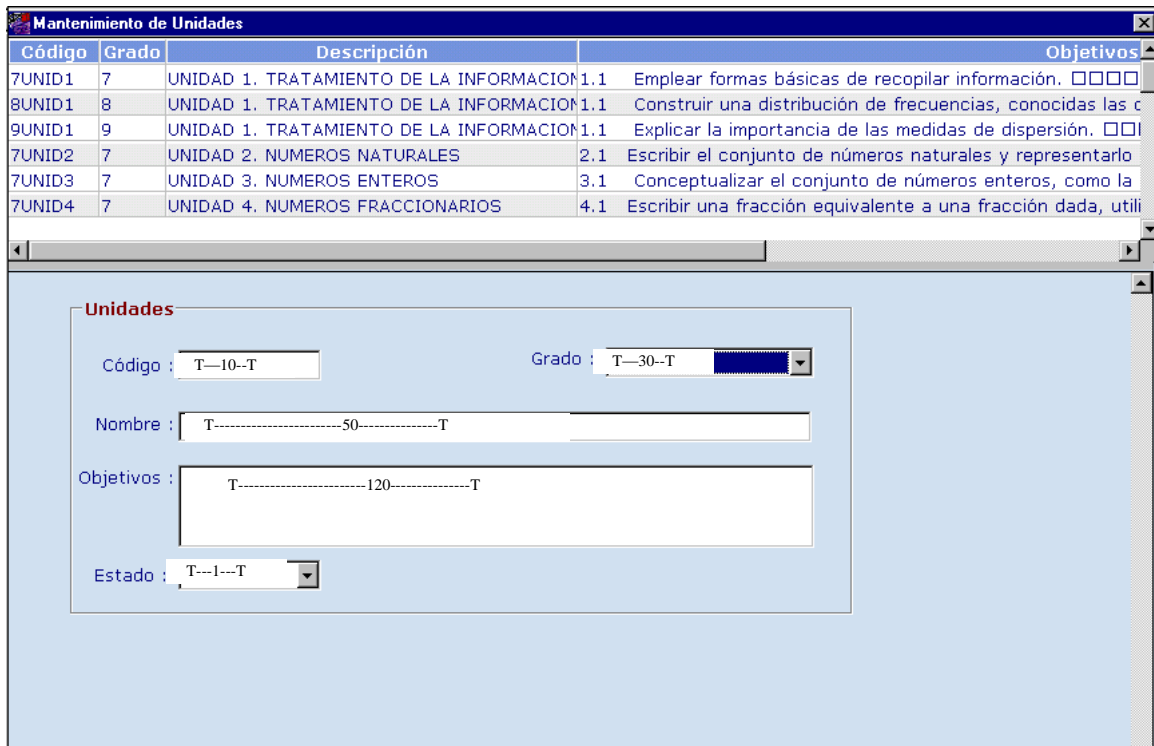 Mantenimiento de Unidades
Código Grado Descripción Objetivos
7UNID1 7 UNIDAD 1. TRATAMIENTO DE LA INFORMACION 1.1 Emplear formas básicas de recopilar información. □□□□
8UNID1 8 UNIDAD 1. TRATAMIENTO DE LA INFORMACION 1.1 Construir una distribución de frecuencias, conocidas las
9UNID1 9 UNIDAD 1. TRATAMIENTO DE LA INFORMACION 1.1 Explicar la importancia de las medidas de dispersión. □□
7UNID2 7 UNIDAD 2. NUMEROS NATURALES 2.1 Escribir el conjunto de números naturales y representarlo
7UNID3 7 UNIDAD 3. NUMEROS ENTEROS 3.1 Conceptualizar el conjunto de números enteros, como la
7UNID4 7 UNIDAD 4. NUMEROS FRACCIONARIOS 4.1 Escribir una fracción equivalente a una fracción dada, utili
Unidades
Código : T—10--T Grado : T—30--T
Nombre : T------------------------50---------------T
Objetivos : T------------------------120---------------T
Estado : T---1---T